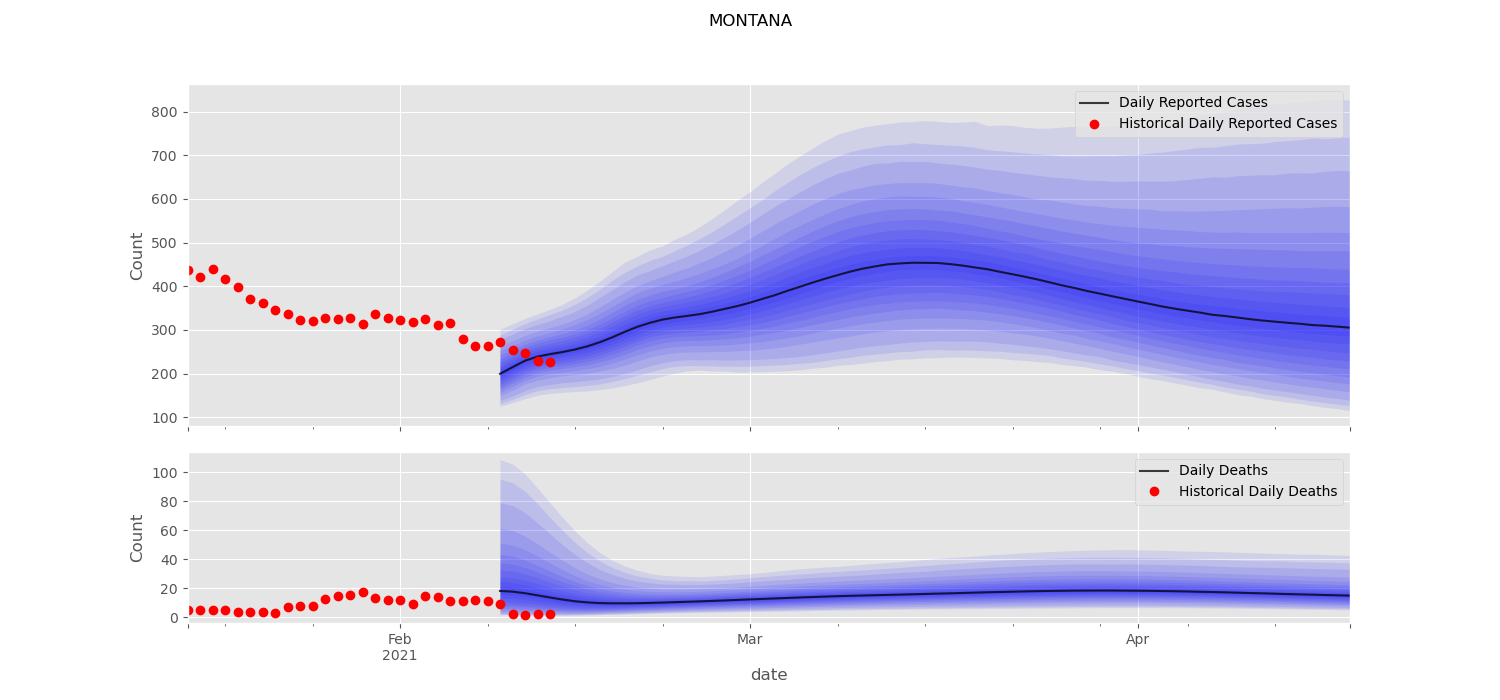 MONTANA
Count
800
700
600
500
400
300
200
100
Daily Reported Cases
Historical Daily Reported Cases
Count
100
80
60
40
20
0
Daily Deaths
Historical Daily Deaths
Feb
2021
Mar
Apr
date